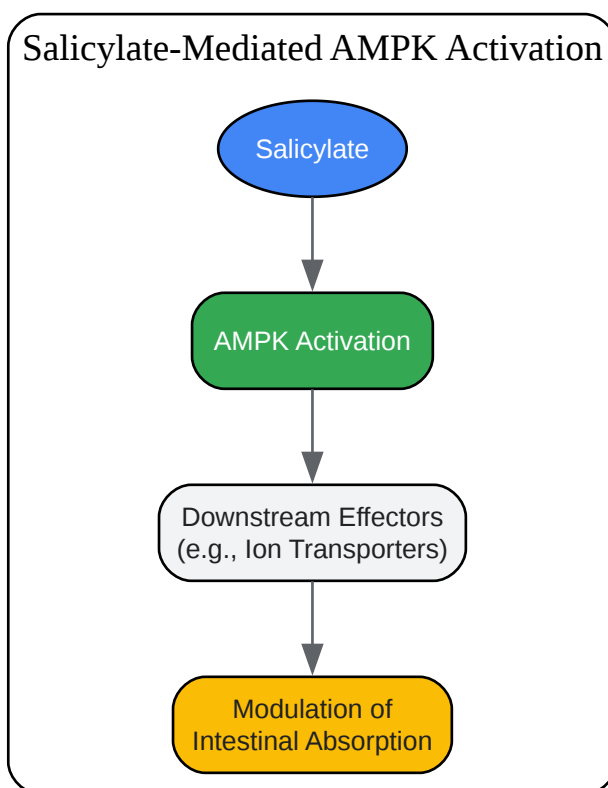 Salicylate-Mediated AMPK Activation
Salicylate
AMPK Activation
Downstream Effectors
(e.g., Ion Transporters)
Modulation of
Intestinal Absorption